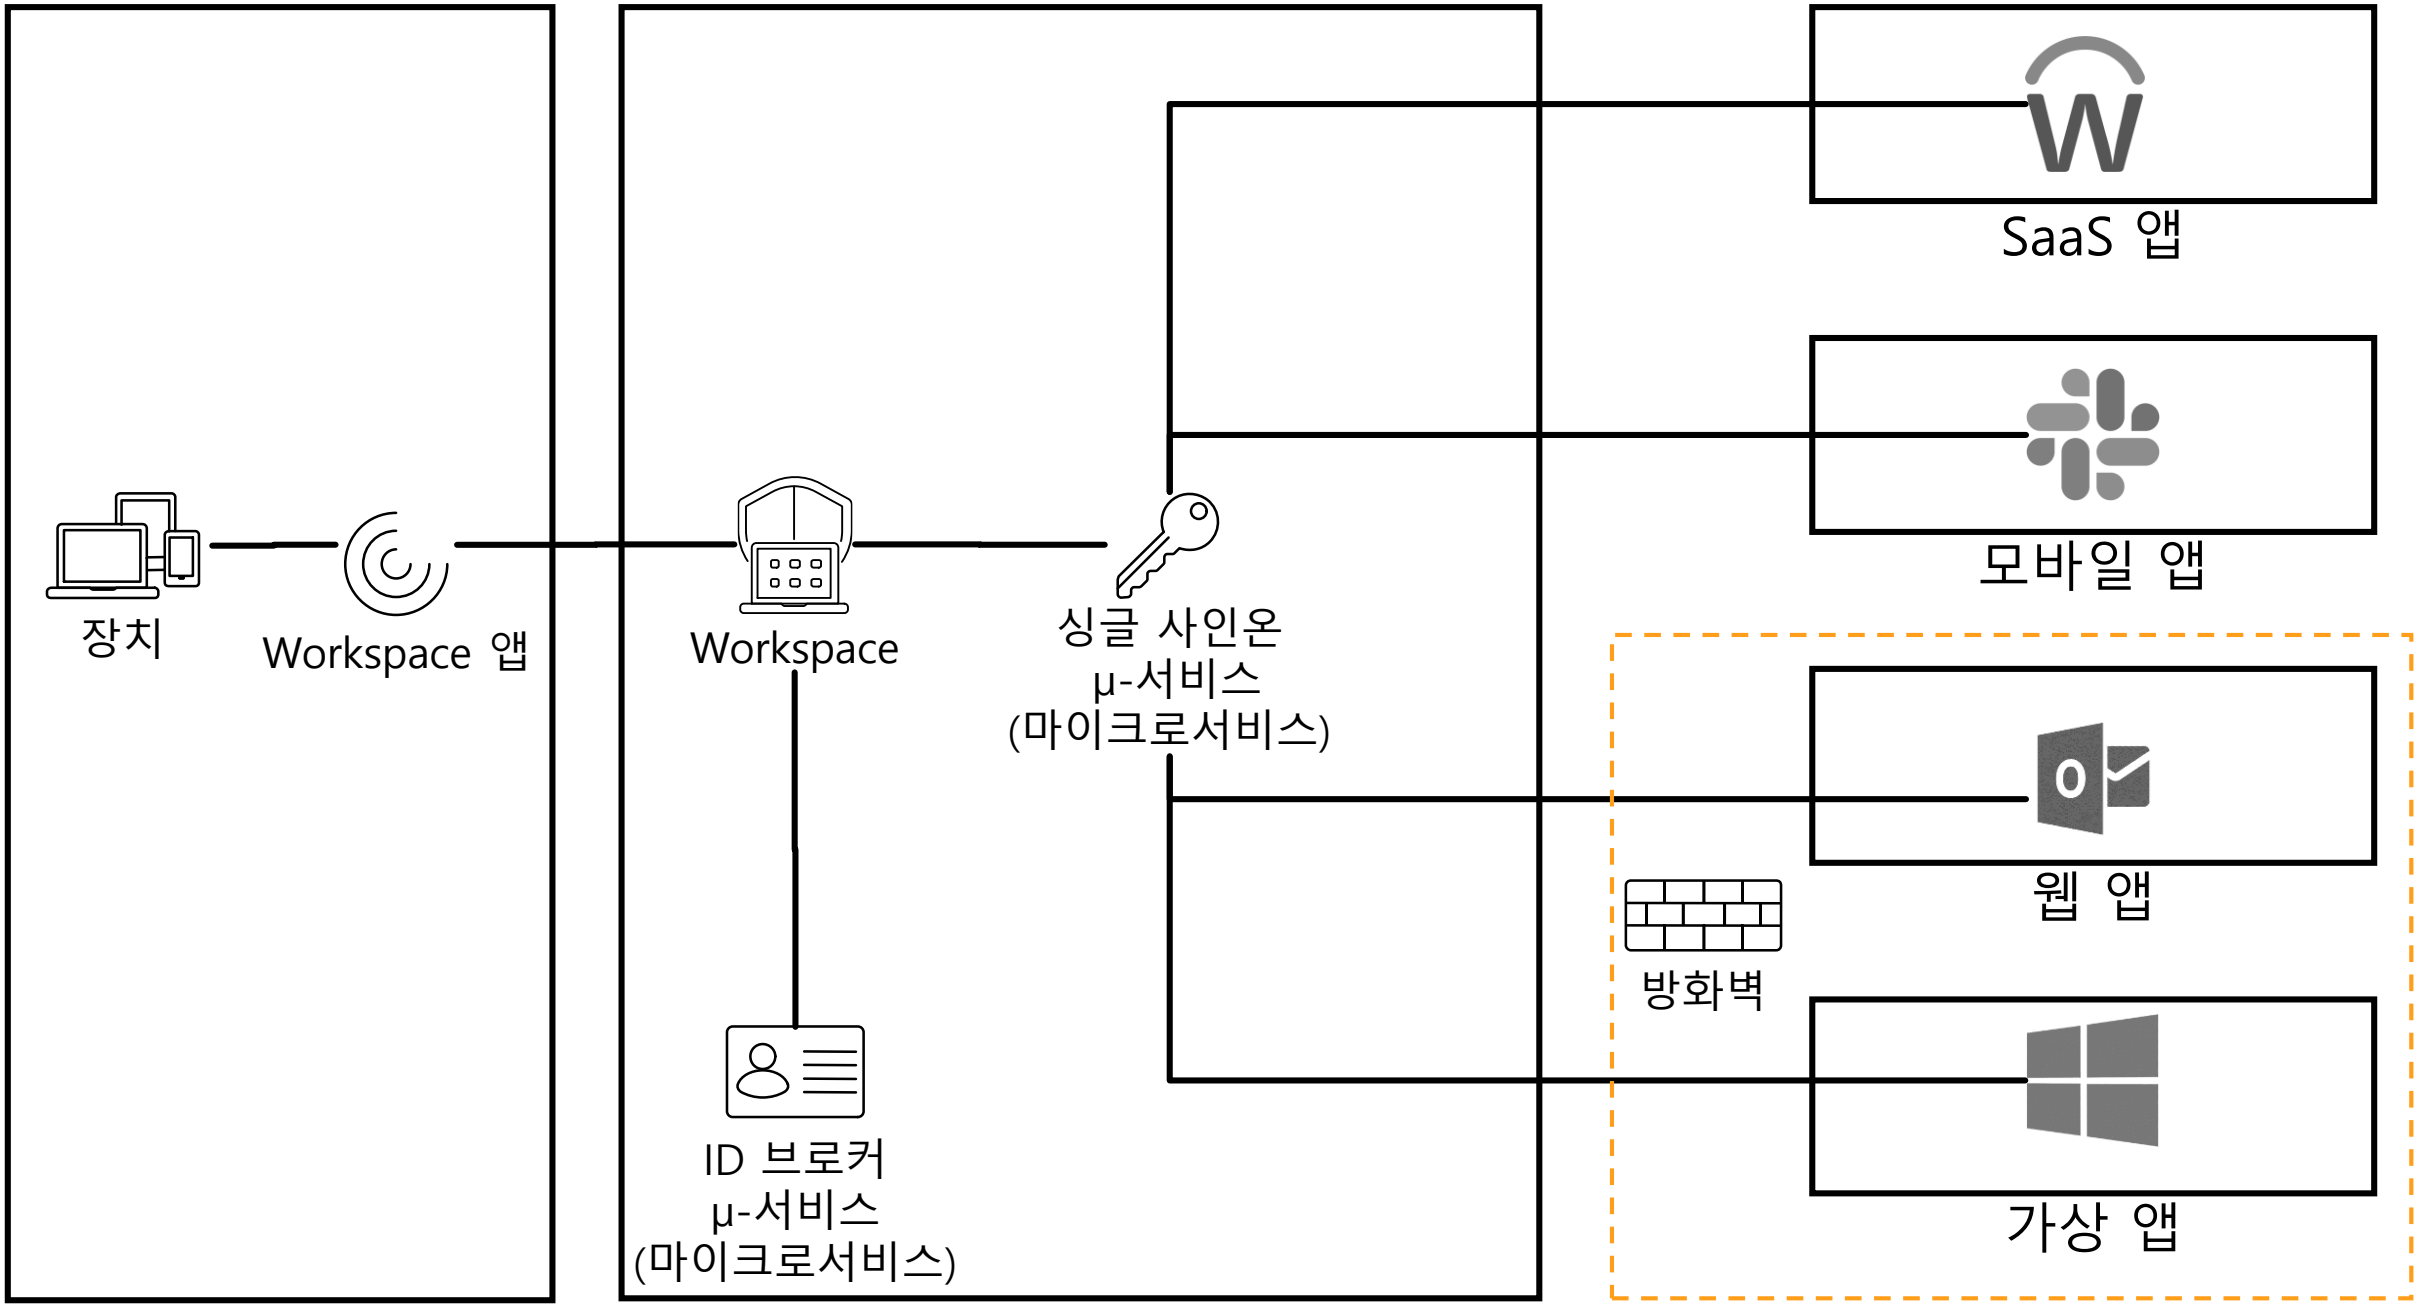 SaaS 앱
모바일 앱
장치
Workspace 앱
Workspace
싱글 사인온
μ-서비스
(마이크로서비스)
웹 앱
방화벽
ID 브로커
μ-서비스
(마이크로서비스)
가상 앱